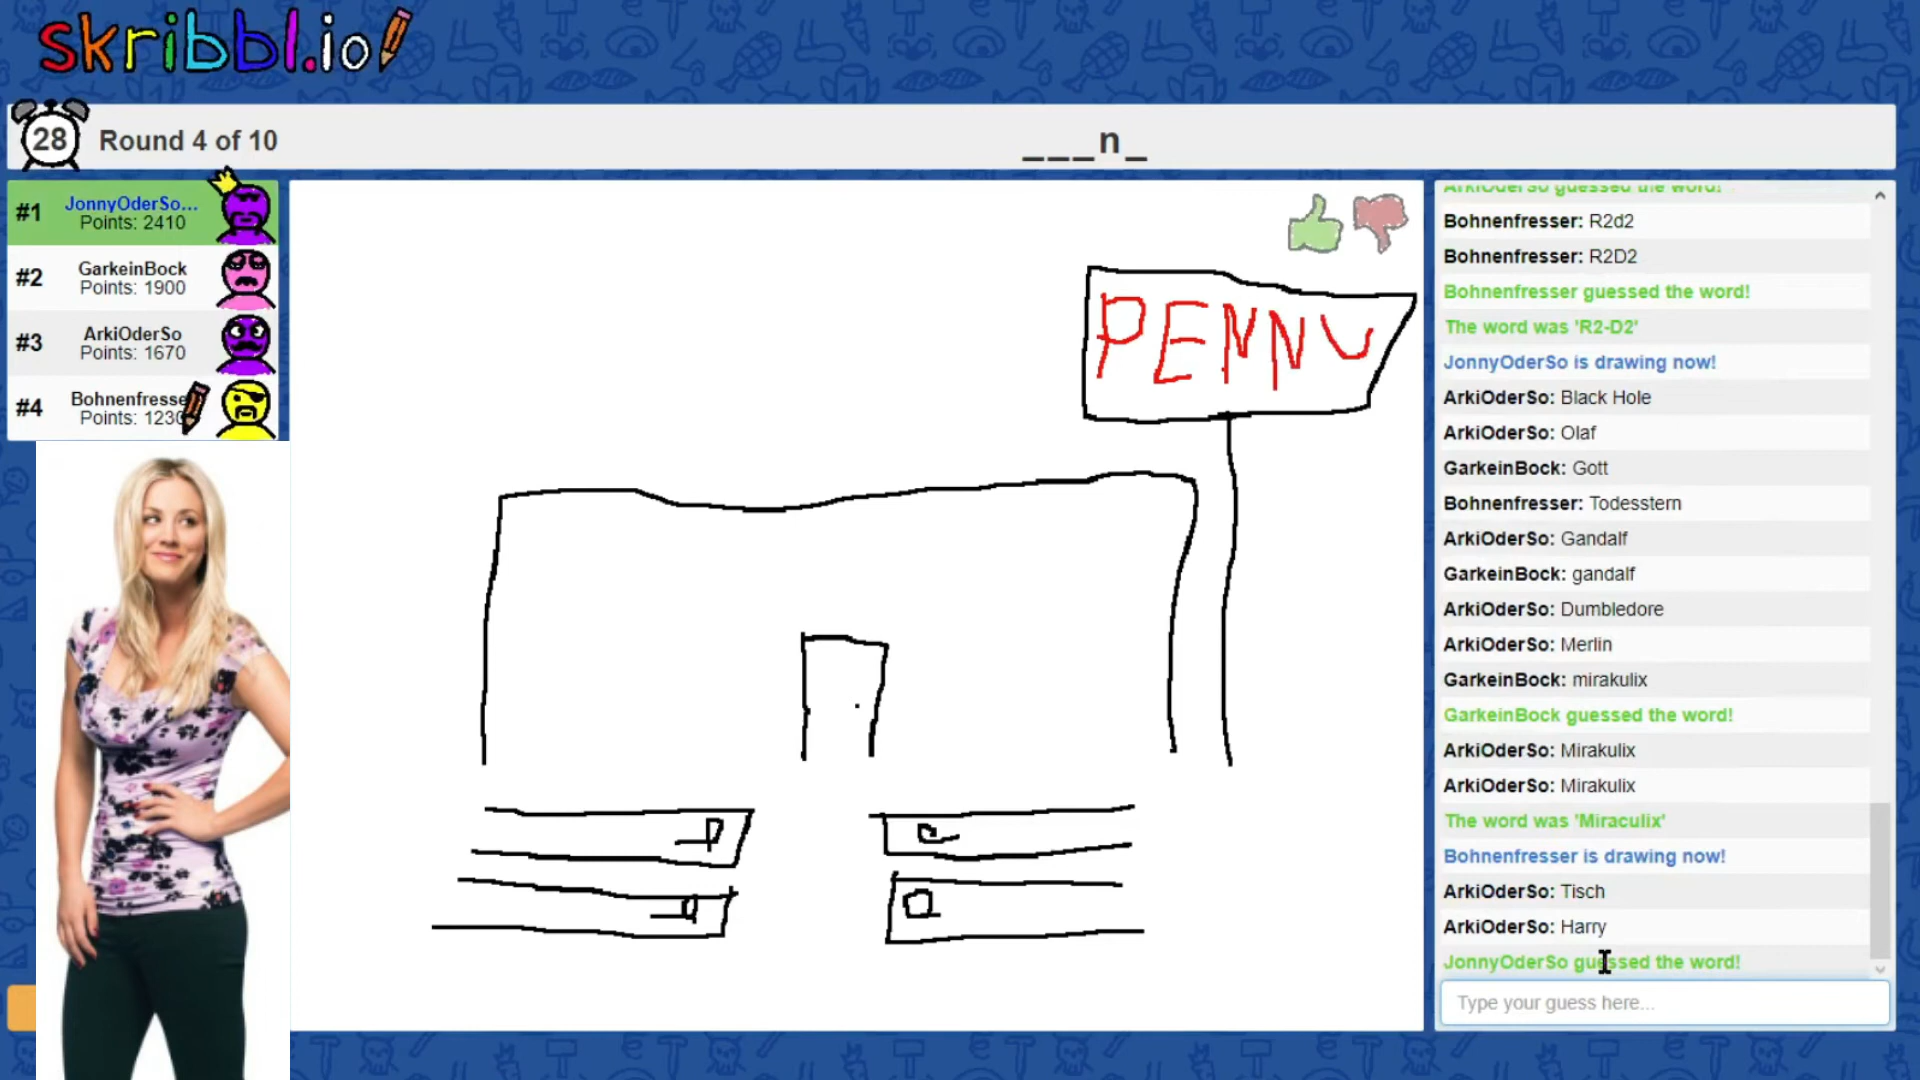 skribbl.io
28
Round 4 of 10
___n_
#1
JonnyOderSo...
Points: 2410
#2
GarkeinBock
Points: 1900
#3
ArkiOderSo
Points: 1670
#4
Bohnenfresse
Points: 1230
PENNY
ArkiOderSo guessed the word!
Bohnenfresser: R2d2
Bohnenfresser: R2D2
Bohnenfresser guessed the word!
The word was 'R2-D2'
JonnyOderSo is drawing now!
ArkiOderSo: Black Hole
ArkiOderSo: Olaf
GarkeinBock: Gott
Bohnenfresser: Todesstern
ArkiOderSo: Gandalf
GarkeinBock: gandalf
ArkiOderSo: Dumbledore
ArkiOderSo: Merlin
GarkeinBock: mirakulix
GarkeinBock guessed the word!
ArkiOderSo: Mirakulix
ArkiOderSo: Mirakulix
The word was 'Miraculix'
Bohnenfresser is drawing now!
ArkiOderSo: Tisch
ArkiOderSo: Harry
JonnyOderSo guessed the word!
Type your guess here...